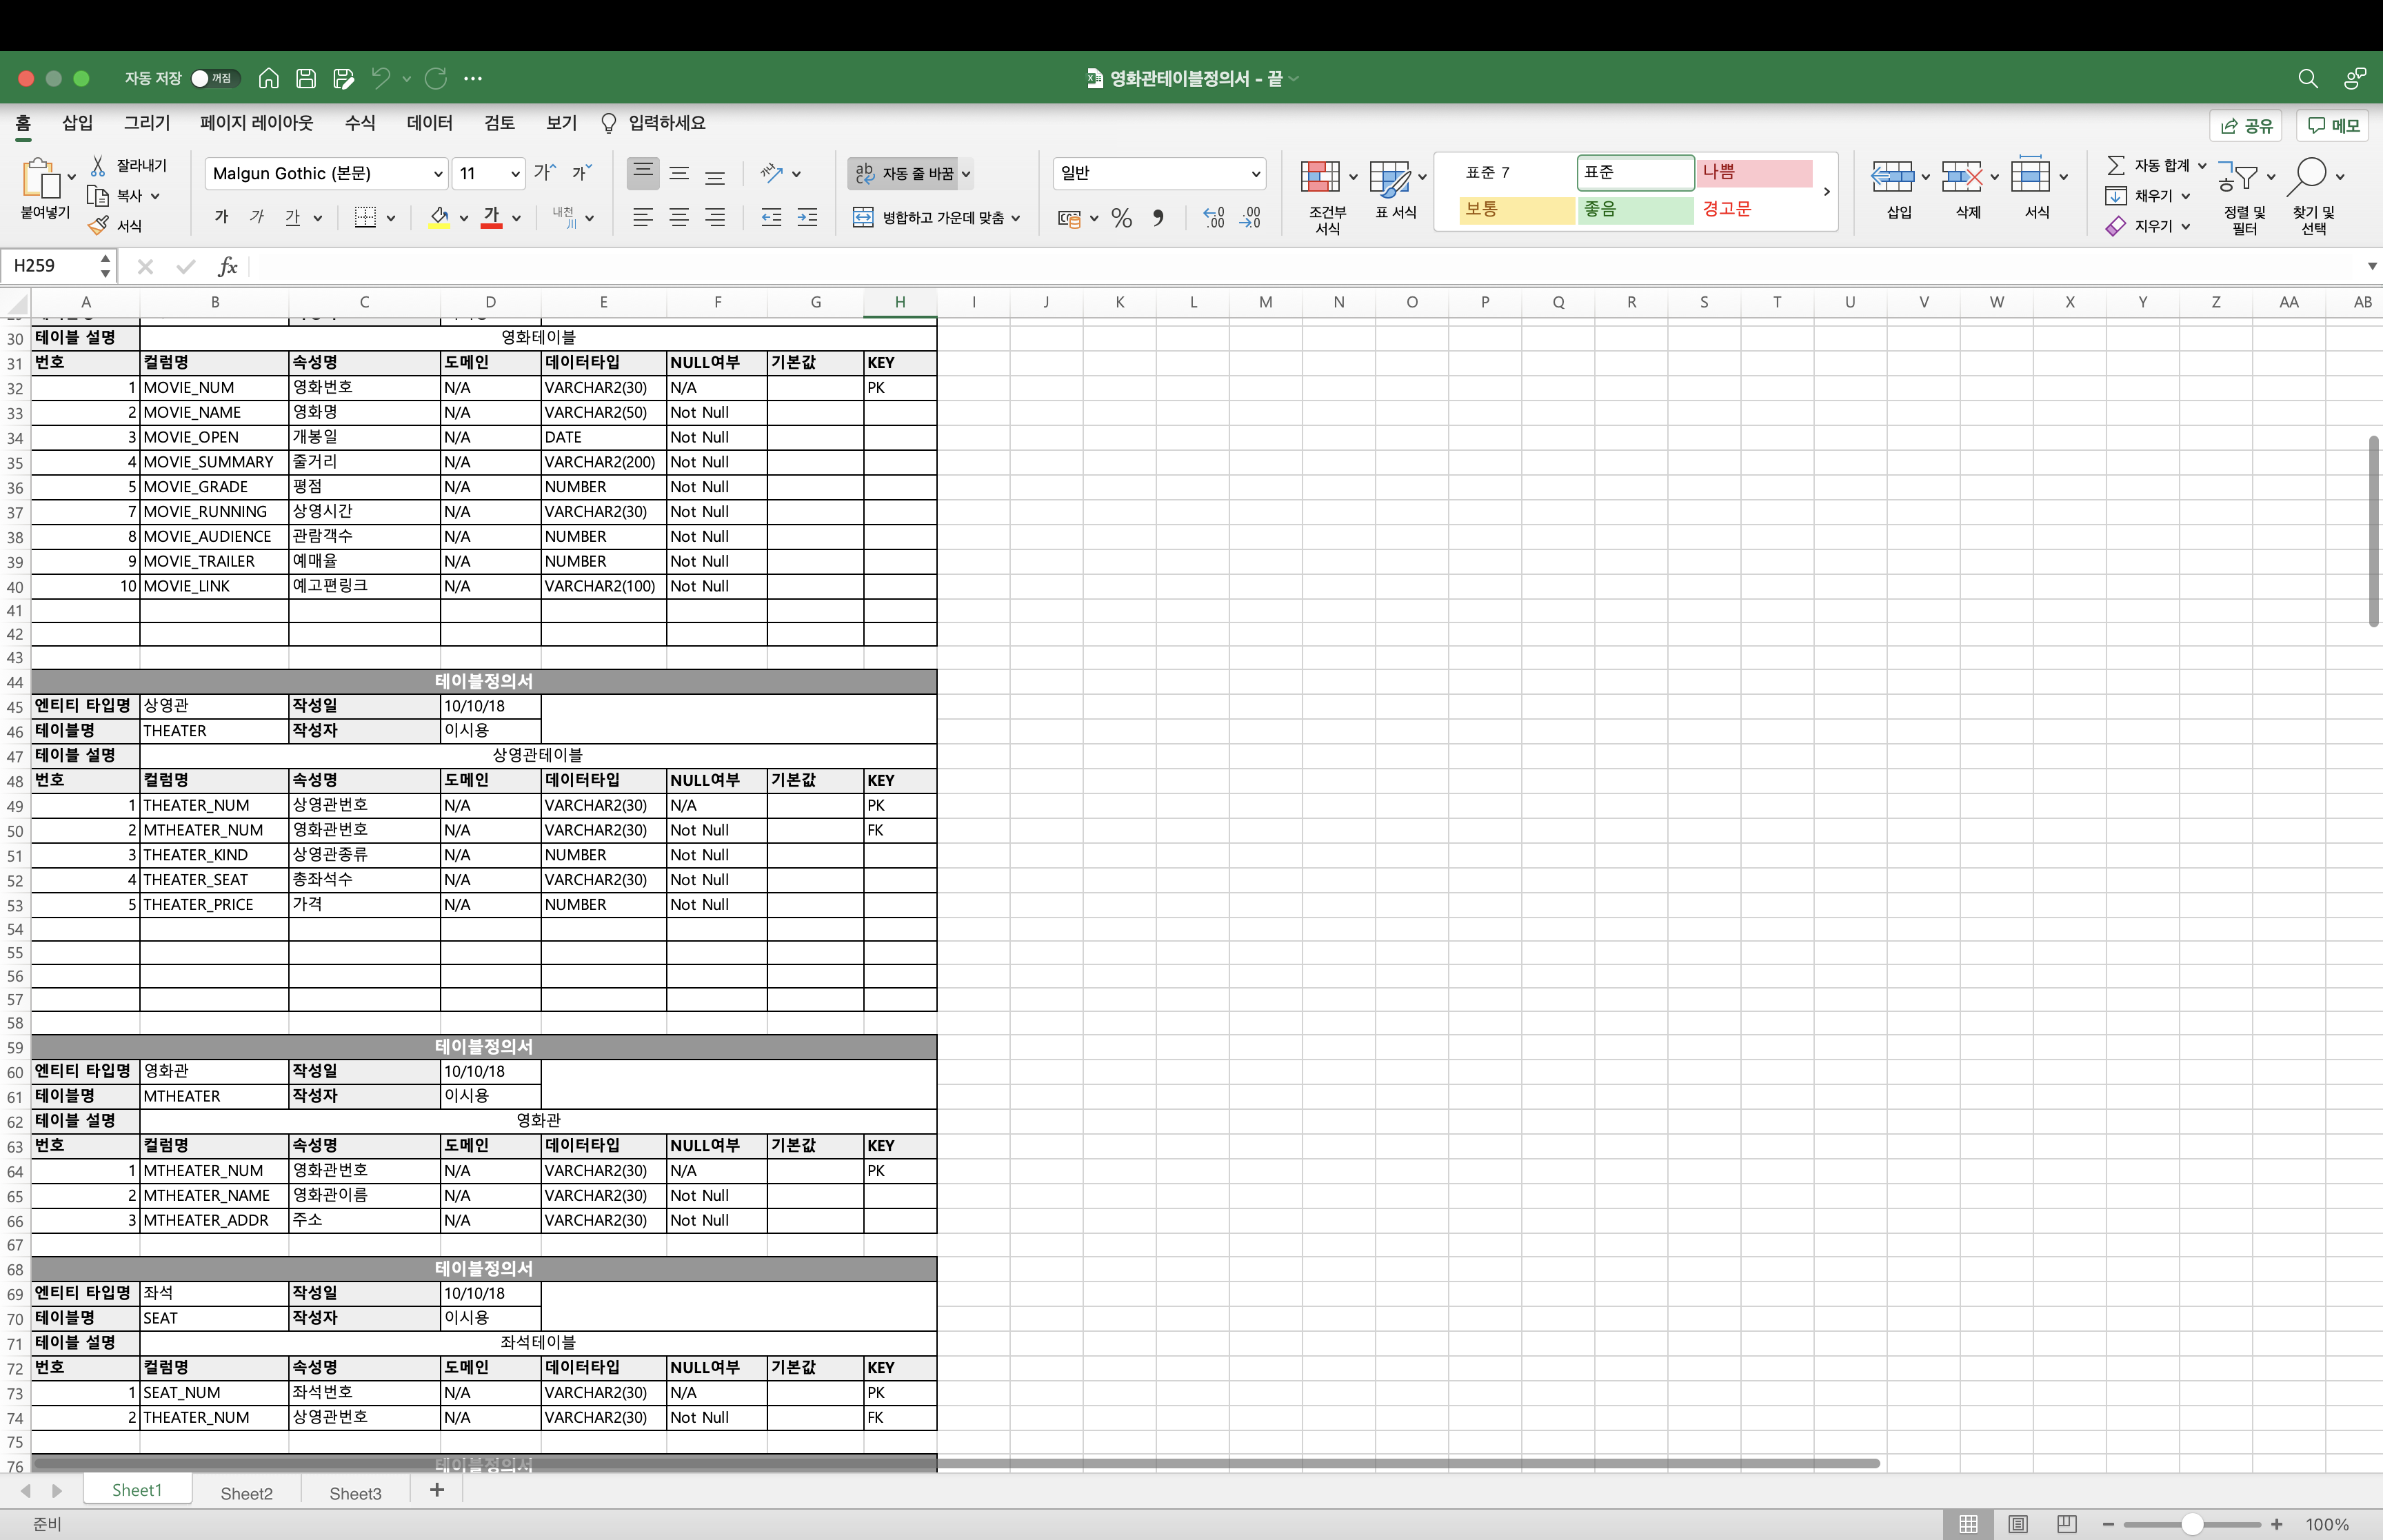 자동 저장 꺼짐 영화관테이블정의서 - 끝
홈 삽입 그리기 페이지 레이아웃 수식 데이터 검토 보기 입력하세요 공유 메모
붙여넣기 잘라내기 복사 서식
Malgun Gothic (본문) 11 가 가
가 가 가 가 내천
자동 줄 바꿈
병합하고 가운데 맞춤
일반
조건부 서식 표 서식
표준 7 표준 나쁨
보통 좋음 경고문
삽입 삭제 서식
자동 합계 채우기 지우기
정렬 및 필터 찾기 및 선택
H259 fx
A B C D E F G H I J K L M N O P Q R S T U V W X Y Z AA AB
30 테이블 설명 영화테이블
31 번호 컬럼명 속성명 도메인 데이터타입 NULL여부 기본값 KEY
32 1 MOVIE_NUM 영화번호 N/A VARCHAR2(30) N/A PK
33 2 MOVIE_NAME 영화명 N/A VARCHAR2(50) Not Null
34 3 MOVIE_OPEN 개봉일 N/A DATE Not Null
35 4 MOVIE_SUMMARY 줄거리 N/A VARCHAR2(200) Not Null
36 5 MOVIE_GRADE 평점 N/A NUMBER Not Null
37 7 MOVIE_RUNNING 상영시간 N/A VARCHAR2(30) Not Null
38 8 MOVIE_AUDIENCE 관람객수 N/A NUMBER Not Null
39 9 MOVIE_TRAILER 예매율 N/A NUMBER Not Null
40 10 MOVIE_LINK 예고편링크 N/A VARCHAR2(100) Not Null
41
42
43
44 테이블정의서
45 엔티티 타입명 상영관 작성일 10/10/18
46 테이블명 THEATER 작성자 이시용
47 테이블 설명 상영관테이블
48 번호 컬럼명 속성명 도메인 데이터타입 NULL여부 기본값 KEY
49 1 THEATER_NUM 상영관번호 N/A VARCHAR2(30) N/A PK
50 2 MTHEATER_NUM 영화관번호 N/A VARCHAR2(30) Not Null FK
51 3 THEATER_KIND 상영관종류 N/A NUMBER Not Null
52 4 THEATER_SEAT 총좌석수 N/A VARCHAR2(30) Not Null
53 5 THEATER_PRICE 가격 N/A NUMBER Not Null
54
55
56
57
58
59 테이블정의서
60 엔티티 타입명 영화관 작성일 10/10/18
61 테이블명 MTHEATER 작성자 이시용
62 테이블 설명 영화관
63 번호 컬럼명 속성명 도메인 데이터타입 NULL여부 기본값 KEY
64 1 MTHEATER_NUM 영화관번호 N/A VARCHAR2(30) N/A PK
65 2 MTHEATER_NAME 영화관이름 N/A VARCHAR2(30) Not Null
66 3 MTHEATER_ADDR 주소 N/A VARCHAR2(30) Not Null
67
68 테이블정의서
69 엔티티 타입명 좌석 작성일 10/10/18
70 테이블명 SEAT 작성자 이시용
71 테이블 설명 좌석테이블
72 번호 컬럼명 속성명 도메인 데이터타입 NULL여부 기본값 KEY
73 1 SEAT_NUM 좌석번호 N/A VARCHAR2(30) N/A PK
74 2 THEATER_NUM 상영관번호 N/A VARCHAR2(30) Not Null FK
75
76 테이블정의서
Sheet1 Sheet2 Sheet3 +
준비 100%